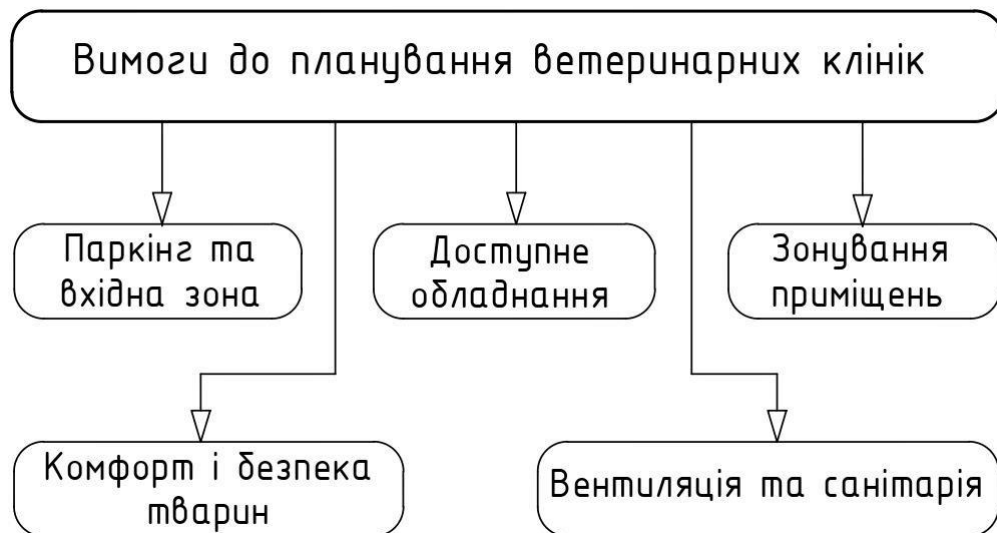 Вимоги до планування ветеринарних клінік
Паркінг та
вхідна зона
Доступне
обладнання
Зонування
приміщень
Комфорт і безпека
тварин
Вентиляція та санітарія